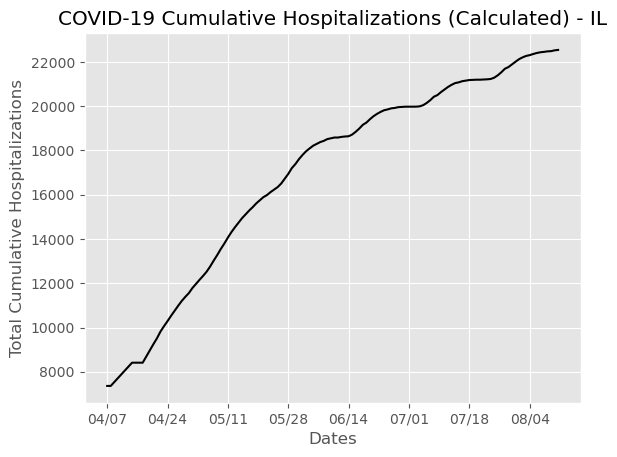 COVID-19 Cumulative Hospitalizations (Calculated) - IL
Total Cumulative Hospitalizations
22000
20000
18000
16000
14000
12000
10000
8000
04/07 04/24 05/11 05/28 06/14 07/01 07/18 08/04
Dates